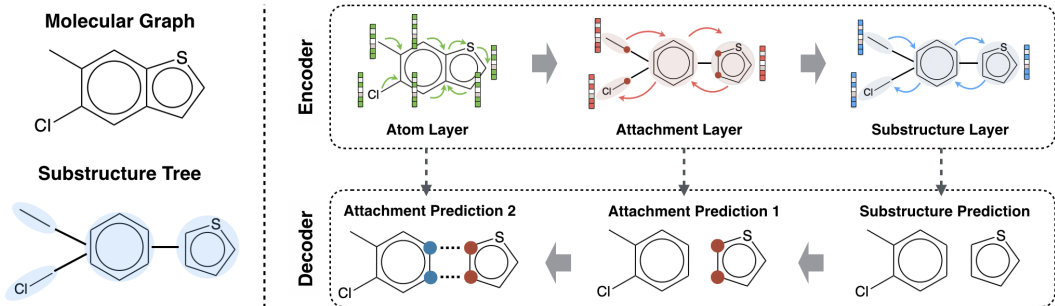 Molecular Graph
S
Cl
Substructure Tree
S
Cl
Encoder
S
Cl
Atom Layer
S
Cl
Attachment Layer
S
Cl
Substructure Layer
Decoder
Attachment Prediction 2
S
Cl
Attachment Prediction 1
S
Cl
Substructure Prediction
S
Cl